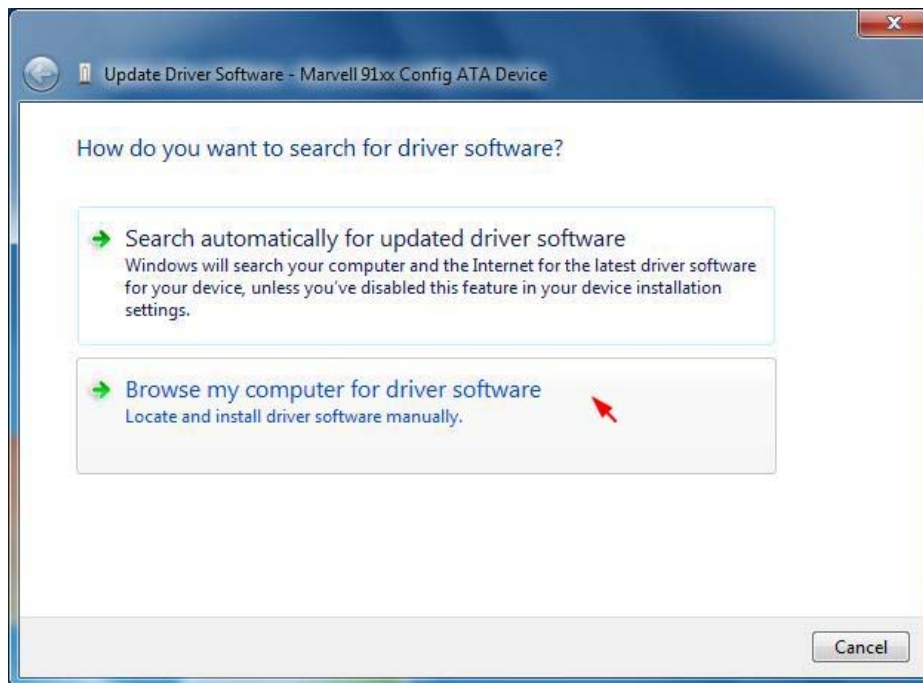 Update Driver Software - Marvell 91xx Config ATA Device
How do you want to search for driver software?
Search automatically for updated driver software
Windows will search your computer and the Internet for the latest driver software
for your device, unless you've disabled this feature in your device installation
settings.
Browse my computer for driver software
Locate and install driver software manually.
Cancel